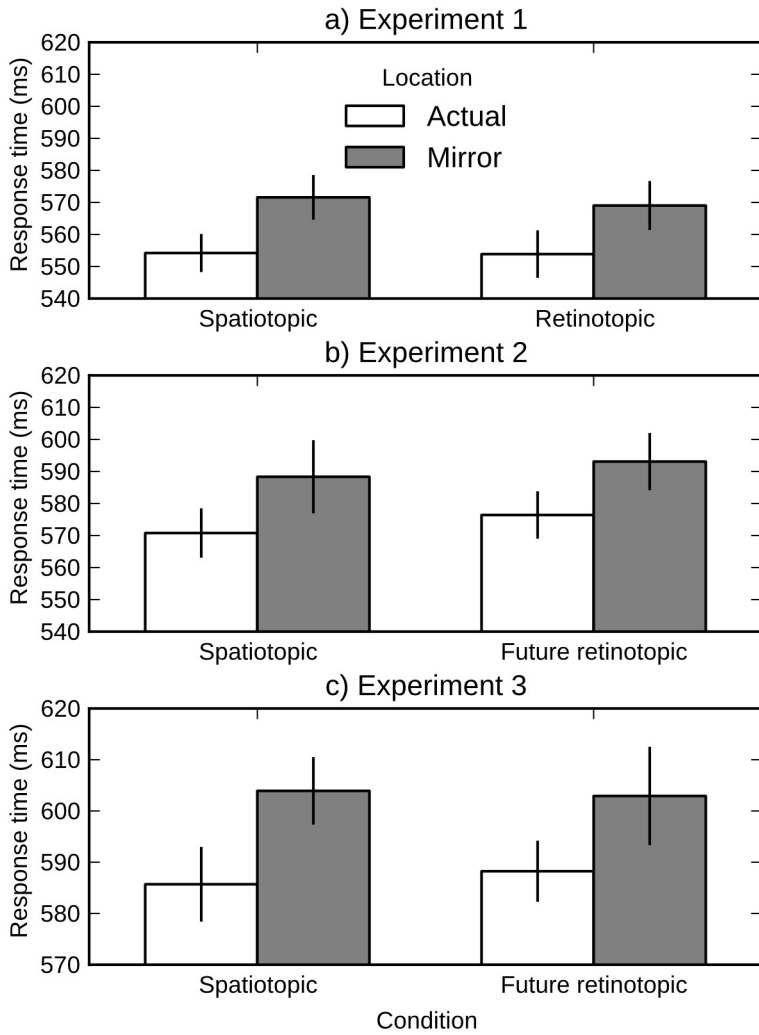 a) Experiment 1
620
610
600
590
580
570
560
550
540
Response time (ms)
Location
Actual
Mirror
Spatiotopic Retinotopic
b) Experiment 2
620
610
600
590
580
570
560
550
540
Response time (ms)
Spatiotopic Future retinotopic
c) Experiment 3
620
610
600
590
580
570
Response time (ms)
Spatiotopic Future retinotopic
Condition